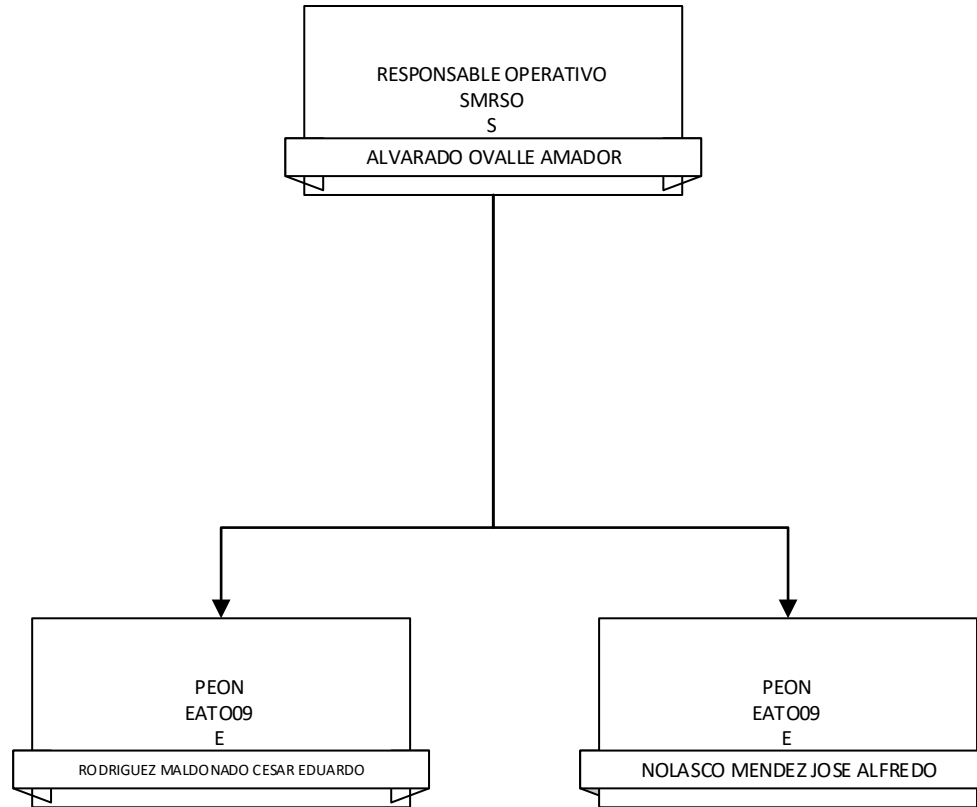 RESPONSABLE OPERATIVO
SMRSO
S
ALVARADO OVALLE AMADOR
PEON
EATO09
E
RODRIGUEZ MALDONADO CESAR EDUARDO
PEON
EATO09
E
NOLASCO MENDEZ JOSE ALFREDO